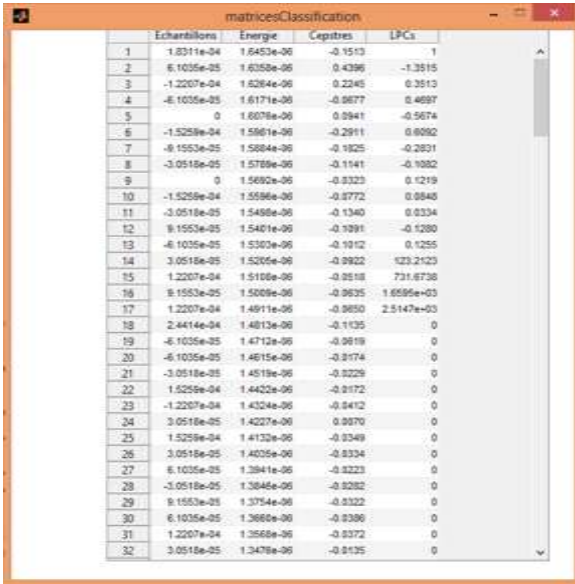 matricesClassification
Echantillons Energie Cepstres LPCs
1 1.8311e-04 1.6453e-06 -0.1513 1
2 6.1035e-05 1.6358e-06 0.4396 -1.3515
3 -1.2207e-04 1.6264e-06 0.2245 0.3513
4 -6.1035e-05 1.6171e-06 -0.0677 0.4697
5 0 1.6076e-06 0.0941 -0.5674
6 -1.5259e-04 1.5981e-06 -0.2911 0.6092
7 -9.1553e-05 1.5884e-06 -0.1825 -0.2831
8 -3.0518e-05 1.5789e-06 -0.1141 -0.1082
9 0 1.5692e-06 -0.0323 0.1219
10 -1.5259e-04 1.5596e-06 -0.0772 0.0848
11 -3.0518e-05 1.5498e-06 -0.1340 0.0334
12 9.1553e-05 1.5401e-06 -0.1091 -0.1280
13 -6.1035e-05 1.5303e-06 -0.1012 0.1255
14 3.0518e-05 1.5205e-06 -0.0922 123.2123
15 1.2207e-04 1.5108e-06 -0.0518 731.6738
16 9.1553e-05 1.5009e-06 -0.0635 1.6595e+03
17 1.2207e-04 1.4911e-06 -0.0650 2.5147e+03
18 2.4414e-04 1.4813e-06 -0.1135 0
19 -6.1035e-05 1.4712e-06 -0.0619 0
20 -6.1035e-05 1.4615e-06 -0.0174 0
21 -3.0518e-05 1.4519e-06 -0.0229 0
22 1.5259e-04 1.4422e-06 -0.0172 0
23 -1.2207e-04 1.4324e-06 -0.0412 0
24 3.0518e-05 1.4227e-06 0.0070 0
25 1.5259e-04 1.4132e-06 -0.0349 0
26 3.0518e-05 1.4035e-06 -0.0334 0
27 6.1035e-05 1.3941e-06 -0.0223 0
28 -3.0518e-05 1.3846e-06 -0.0282 0
29 9.1553e-05 1.3754e-06 -0.0322 0
30 6.1035e-05 1.3660e-06 -0.0386 0
31 1.2207e-04 1.3568e-06 -0.0372 0
32 3.0518e-05 1.3476e-06 -0.0135 0